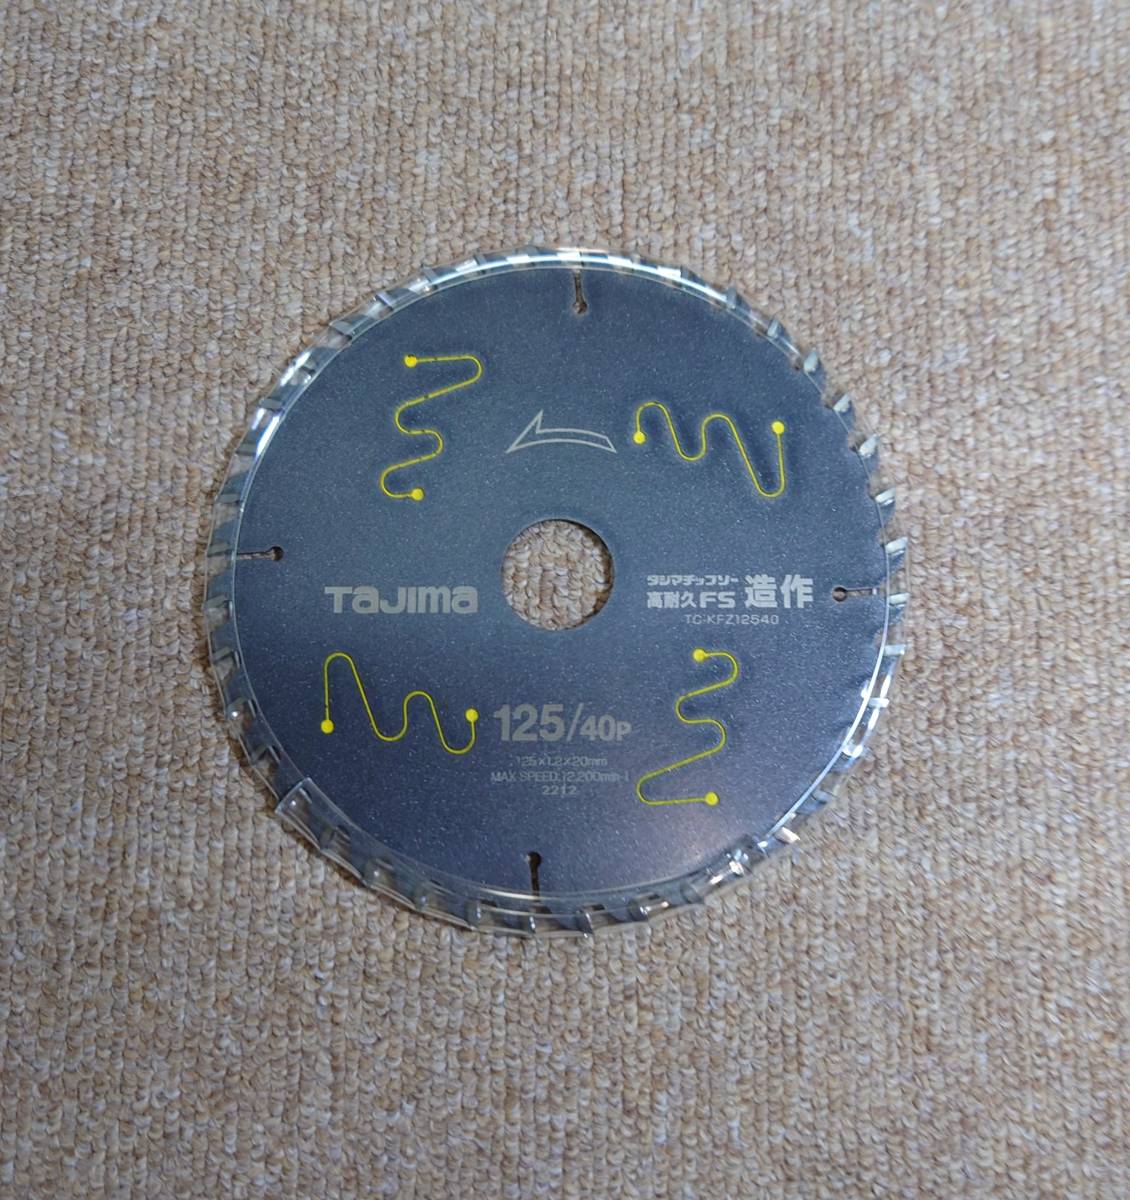 TAJIMA
タジマチップソー
高耐久FS 造作
TC-KFZ12540
125/40P
125×1.2×20mm
MAX SPEED:12,200min-1
2212